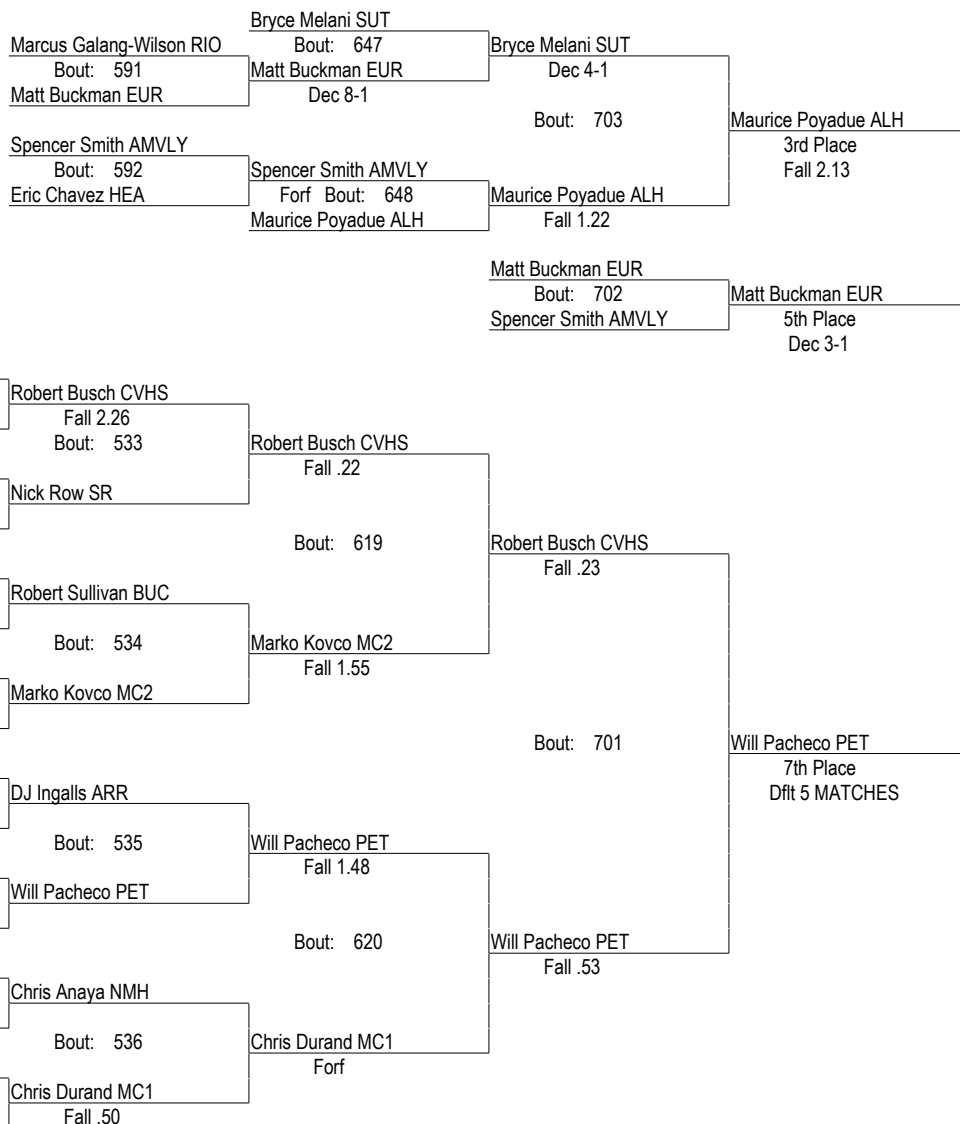 Bryce Melani SUT
Marcus Galang-Wilson RIO Bout: 647 Bryce Melani SUT
Bout: 591 Matt Buckman EUR Dec 4-1
Matt Buckman EUR Dec 8-1
Bout: 703 Maurice Poyadue ALH
Spencer Smith AMVLY 3rd Place
Bout: 592 Spencer Smith AMVLY Fall 2.13
Eric Chavez HEA Forf Bout: 648 Maurice Poyadue ALH
Maurice Poyadue ALH Fall 1.22
Matt Buckman EUR
Bout: 702 Matt Buckman EUR
Spencer Smith AMVLY 5th Place
Dec 3-1
Robert Busch CVHS
Fall 2.26
Bout: 533 Robert Busch CVHS
Fall .22
Nick Row SR
Bout: 619 Robert Busch CVHS
Fall .23
Robert Sullivan BUC
Bout: 534 Marko Kovco MC2
Fall 1.55
Marko Kovco MC2
Bout: 701 Will Pacheco PET
7th Place
DJ Ingalls ARR Dflt 5 MATCHES
Bout: 535 Will Pacheco PET
Fall 1.48
Will Pacheco PET
Bout: 620 Will Pacheco PET
Fall .53
Chris Anaya NMH
Bout: 536 Chris Durand MC1
Forf
Chris Durand MC1
Fall .50